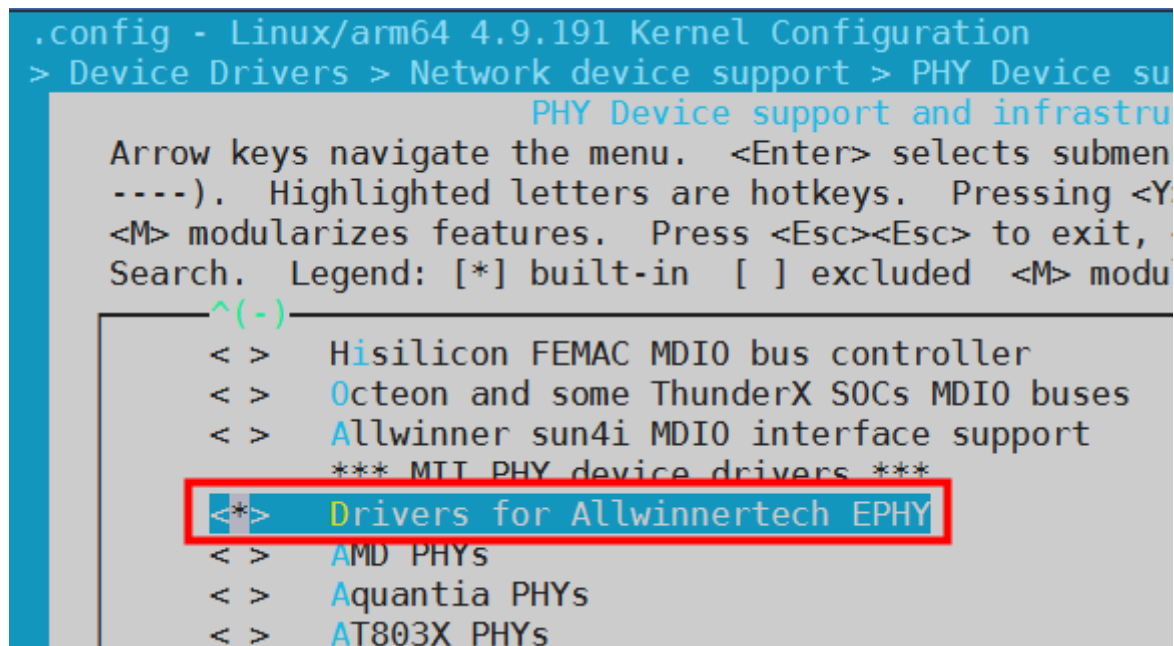 .config - Linux/arm64 4.9.191 Kernel Configuration
> Device Drivers > Network device support > PHY Device su
PHY Device support and infrastru
Arrow keys navigate the menu. <Enter> selects submen
----). Highlighted letters are hotkeys. Pressing <Y
<M> modularizes features. Press <Esc><Esc> to exit,
Search. Legend: [*] built-in [ ] excluded <M> modu
^(-)
< > Hisilicon FEMAC MDIO bus controller
< > Octeon and some ThunderX SOCs MDIO buses
< > Allwinner sun4i MDIO interface support
*** MII PHY device drivers ***
<*> Drivers for Allwinnertech EPHY
< > AMD PHYs
< > Aquantia PHYs
< > AT803X PHYs